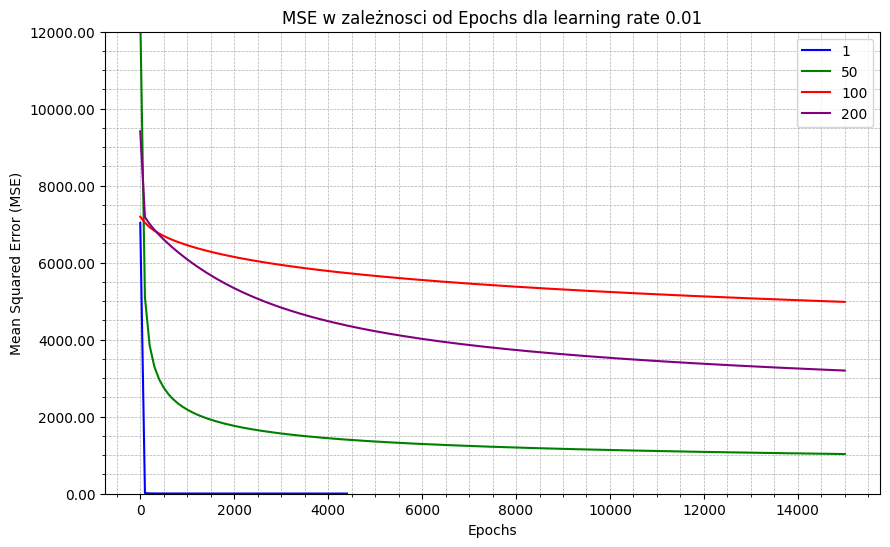 MSE w zależnosci od Epochs dla learning rate 0.01
12000.00
10000.00
8000.00
6000.00
4000.00
2000.00
0.00
Mean Squared Error (MSE)
1
50
100
200
0 2000 4000 6000 8000 10000 12000 14000
Epochs